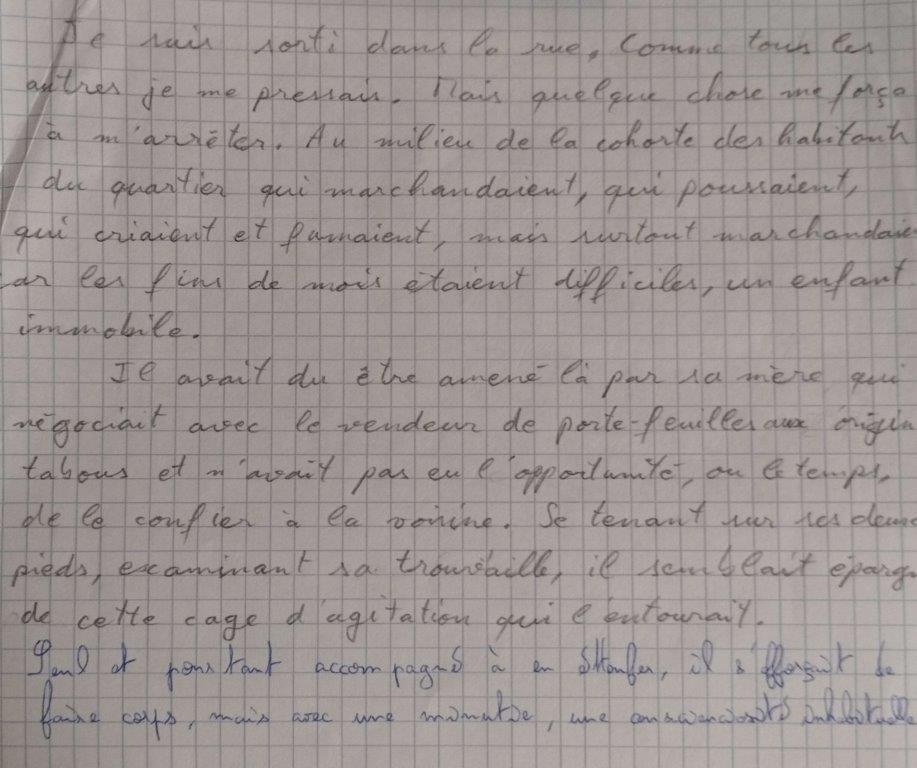 Je suis sorti dans la rue, Comme tous les
autres je me pressais. Mais quelque chose me força
à m'arrêter. Au milieu de la cohorte des habitants
du quartier qui marchandaient, qui poussaient,
qui criaient et fumaient, mais surtout marchandaie
car les fins de mois étaient difficiles, un enfant
immobile.
Il avait du être amené là par sa mère qui
négociait avec le vendeur de porte-feuilles aux origin
tabous et n'avait pas eu l'opportunité, ou le temps,
de le confier à la voisine. Se tenant sur ses deux
pieds, examinant sa trouvaille, il semblait éparg
de cette cage d'agitation qui l'entourait.
Seul et pourtant accompagné à en étouffer, il s'efforçait de
faire corps, mais avec une minutie, une inhabituelle